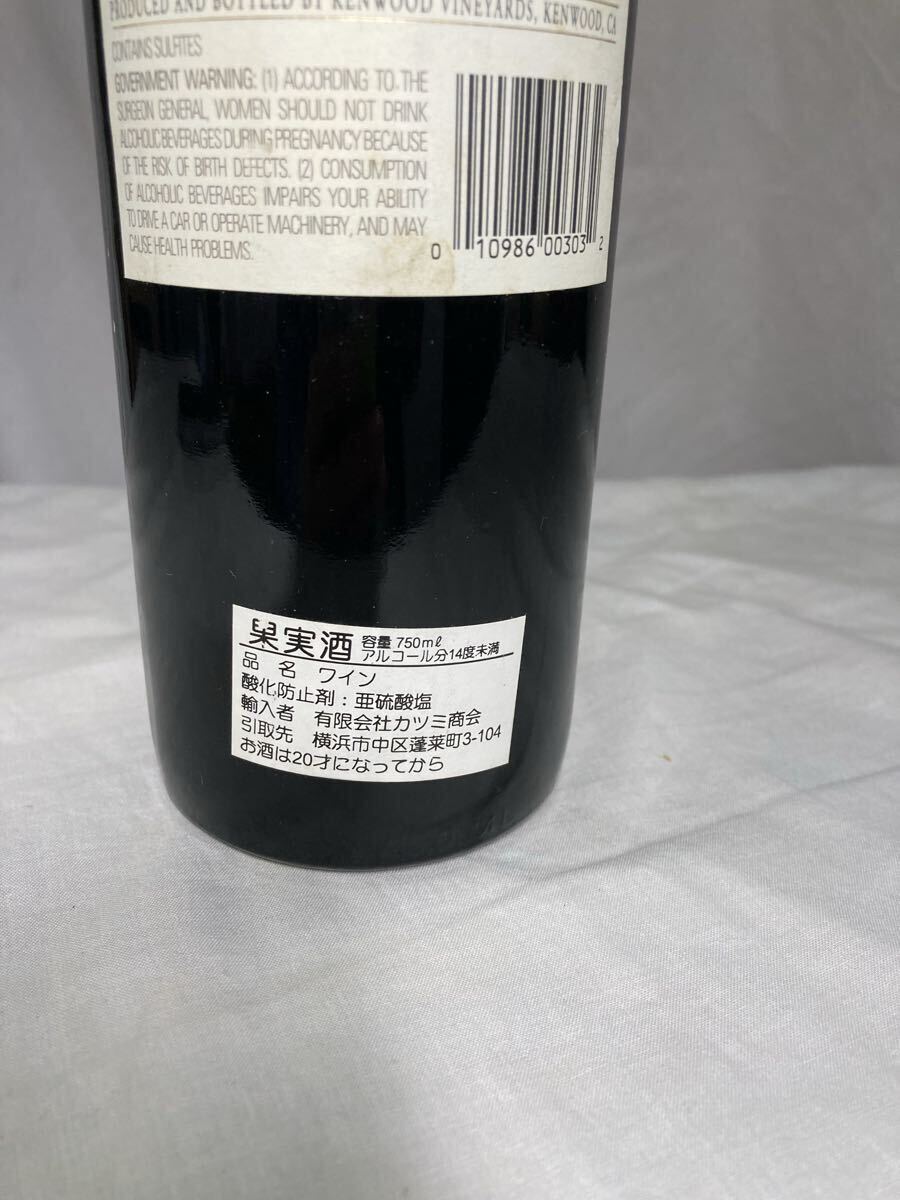 PRODUCED AND BOTTLED BY KENWOOD VINEYARDS, KENWOOD, CA
CONTAINS SULFITES
GOVERNMENT WARNING: (1) ACCORDING TO THE
SURGEON GENERAL, WOMEN SHOULD NOT DRINK
ALCOHOLIC BEVERAGES DURING PREGNANCY BECAUSE
OF THE RISK OF BIRTH DEFECTS. (2) CONSUMPTION
OF ALCOHOLIC BEVERAGES IMPAIRS YOUR ABILITY
TO DRIVE A CAR OR OPERATE MACHINERY, AND MAY
CAUSE HEALTH PROBLEMS.
0 10986 00303 2
果実酒 容量 750mℓ
アルコール分14度未満
品 名 ワイン
酸化防止剤：亜硫酸塩
輸入者 有限会社カツミ商会
引取先 横浜市中区蓬莱町3-104
お酒は20才になってから